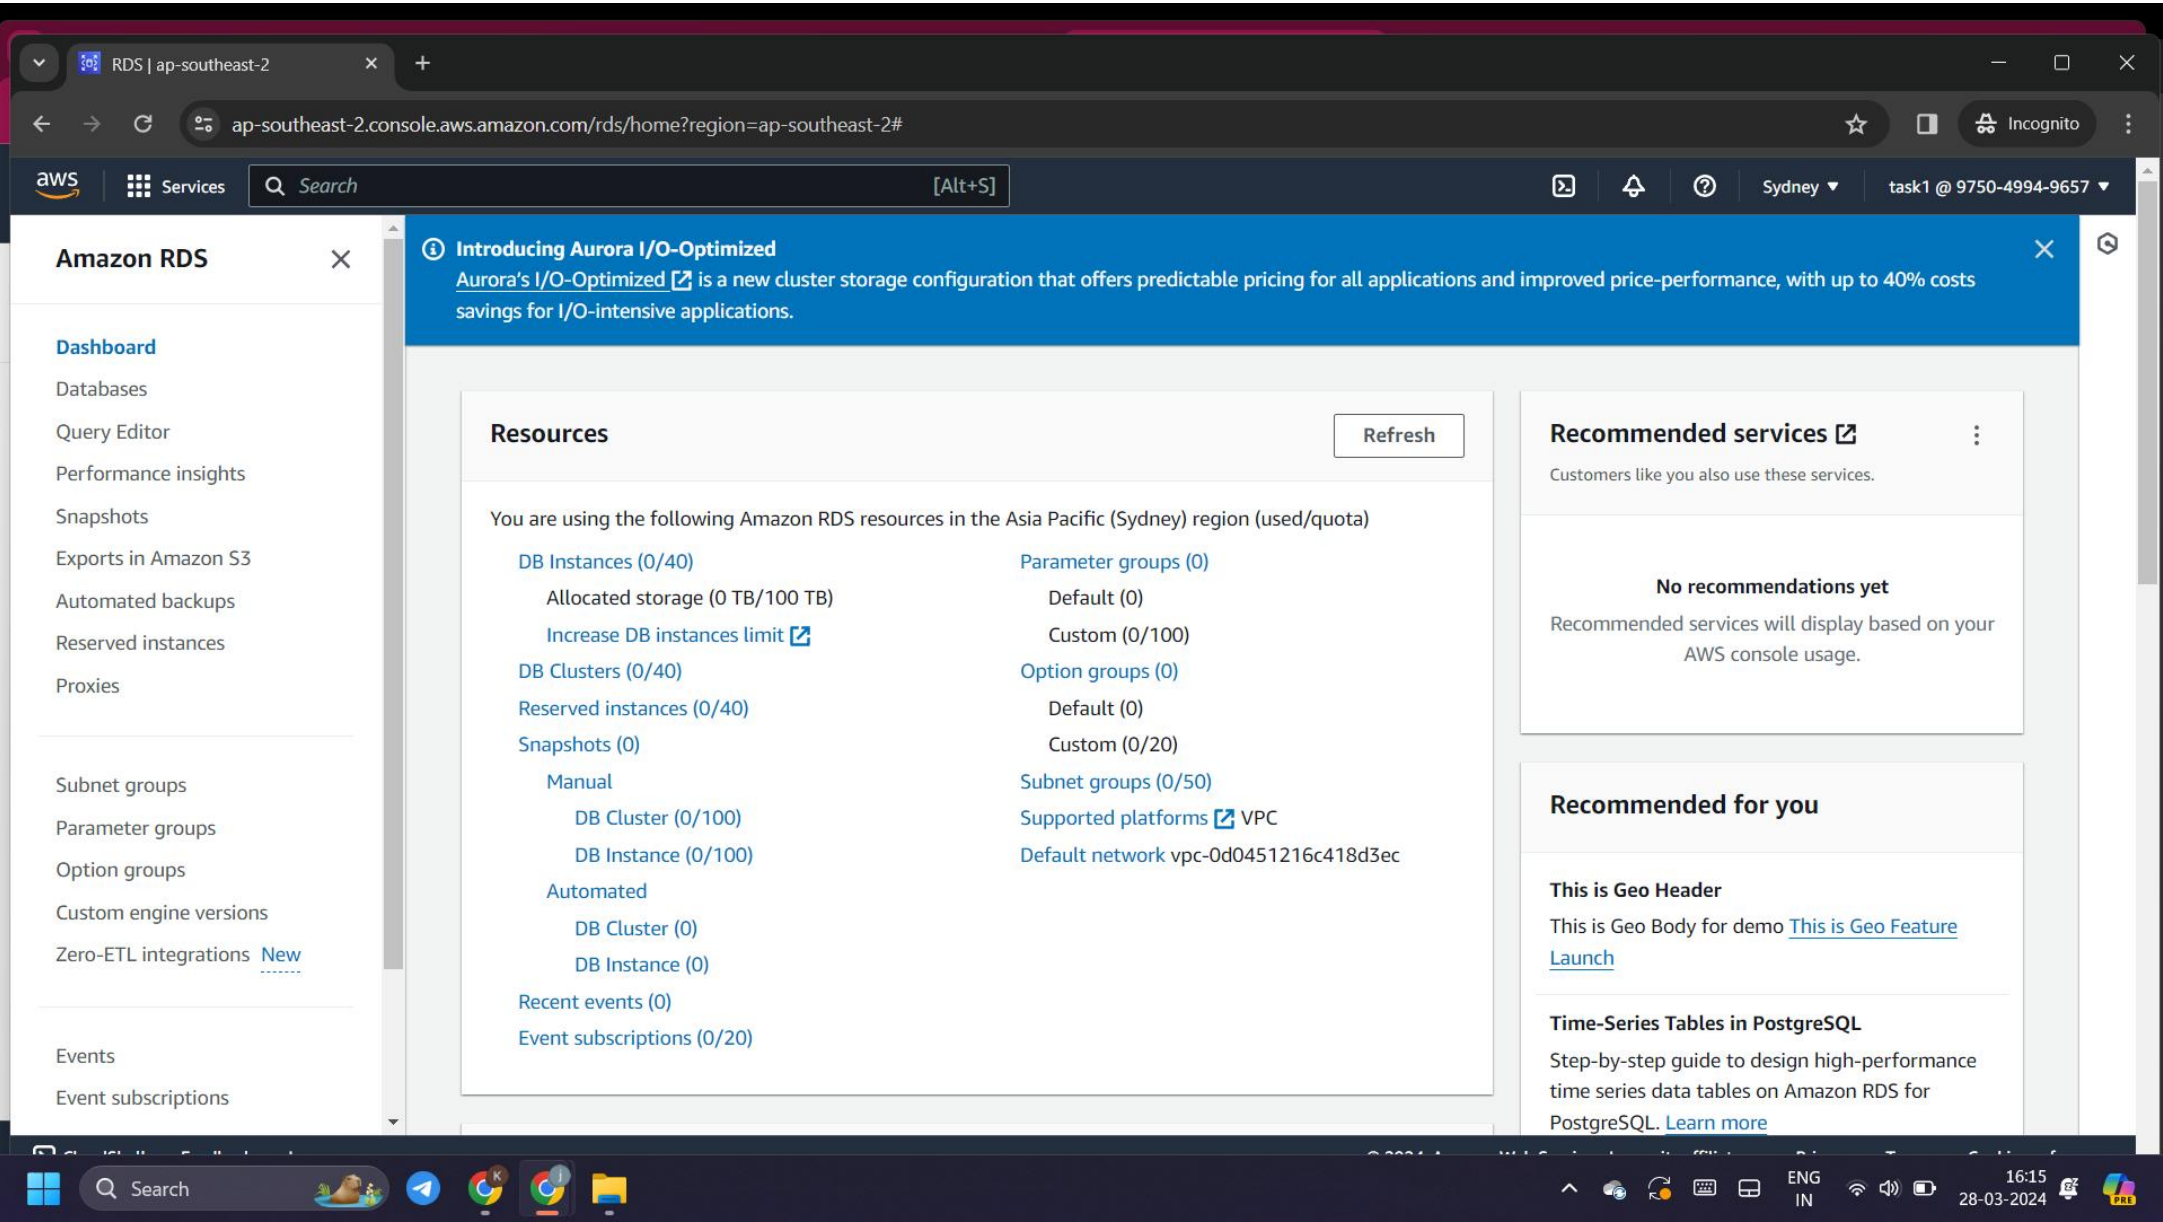 RDS | ap-southeast-2
ap-southeast-2.console.aws.amazon.com/rds/home?region=ap-southeast-2#
Incognito
aws
Services
Search
[Alt+S]
Sydney
task1 @ 9750-4994-9657
Amazon RDS
Dashboard
Databases
Query Editor
Performance insights
Snapshots
Exports in Amazon S3
Automated backups
Reserved instances
Proxies
Subnet groups
Parameter groups
Option groups
Custom engine versions
Zero-ETL integrations New
Events
Event subscriptions
Introducing Aurora I/O-Optimized
Aurora's I/O-Optimized is a new cluster storage configuration that offers predictable pricing for all applications and improved price-performance, with up to 40% costs
savings for I/O-intensive applications.
Resources
Refresh
You are using the following Amazon RDS resources in the Asia Pacific (Sydney) region (used/quota)
DB Instances (0/40)
Allocated storage (0 TB/100 TB)
Increase DB instances limit
DB Clusters (0/40)
Reserved instances (0/40)
Snapshots (0)
Manual
DB Cluster (0/100)
DB Instance (0/100)
Automated
DB Cluster (0)
DB Instance (0)
Recent events (0)
Event subscriptions (0/20)
Parameter groups (0)
Default (0)
Custom (0/100)
Option groups (0)
Default (0)
Custom (0/20)
Subnet groups (0/50)
Supported platforms VPC
Default network vpc-0d0451216c418d3ec
Recommended services
Customers like you also use these services.
No recommendations yet
Recommended services will display based on your
AWS console usage.
Recommended for you
This is Geo Header
This is Geo Body for demo This is Geo Feature
Launch
Time-Series Tables in PostgreSQL
Step-by-step guide to design high-performance
time series data tables on Amazon RDS for
PostgreSQL. Learn more
Search
K
j
ENG
IN
16:15
28-03-2024
PRE